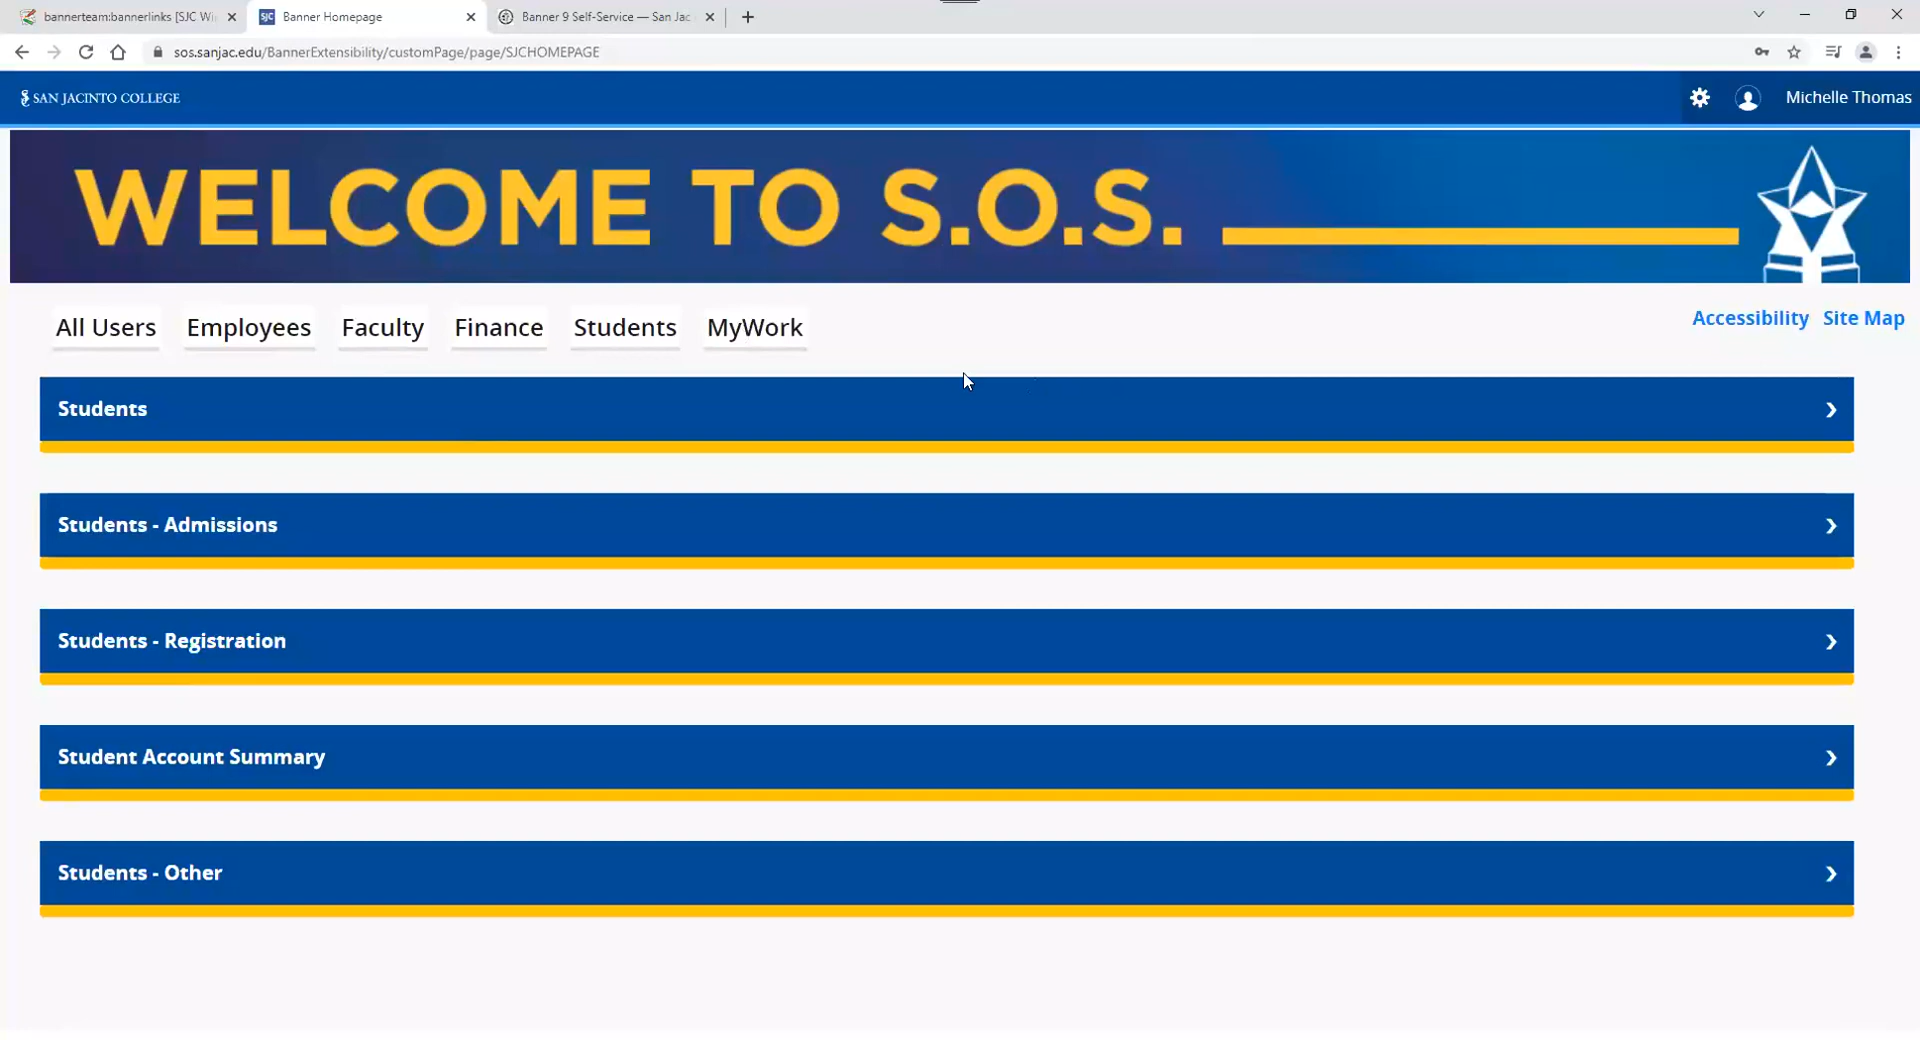 bannerteam:bannerlinks [SJC Wi
Banner Homepage
Banner 9 Self-Service — San Jac
sos.sanjac.edu/BannerExtensibility/customPage/page/SJCHOMEPAGE
SAN JACINTO COLLEGE
Michelle Thomas
WELCOME TO S.O.S.
All Users
Employees
Faculty
Finance
Students
MyWork
Accessibility
Site Map
Students
Students - Admissions
Students - Registration
Student Account Summary
Students - Other